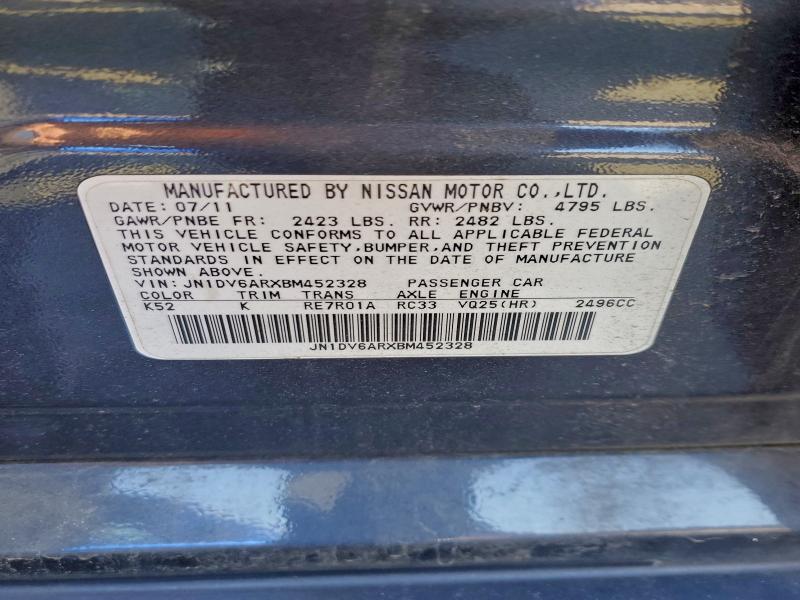 MANUFACTURED BY NISSAN MOTOR CO.,LTD.
DATE: 07/11 GVWR/PNBV: 4795 LBS.
GAWR/PNBE FR: 2423 LBS. RR: 2482 LBS.
THIS VEHICLE CONFORMS TO ALL APPLICABLE FEDERAL
MOTOR VEHICLE SAFETY,BUMPER,AND THEFT PREVENTION
STANDARDS IN EFFECT ON THE DATE OF MANUFACTURE
SHOWN ABOVE.
VIN: JN1DV6ARXBM452328 PASSENGER CAR
COLOR TRIM TRANS AXLE ENGINE
K52 K RE7R01A RC33 VQ25(HR) 2496CC
JN1DV6ARXBM452328